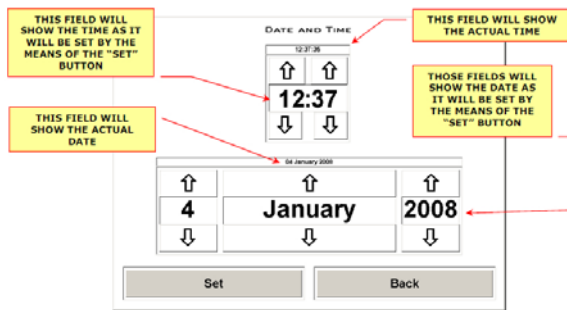 THIS FIELD WILL
SHOW THE TIME AS IT
WILL BE SET BY THE
MEANS OF THE "SET"
BUTTON
DATE AND TIME
THIS FIELD WILL SHOW
THE ACTUAL TIME
12:37:35
12:37
THOSE FIELDS WILL
SHOW THE DATE AS
IT WILL BE SET BY
THE MEANS OF THE
"SET" BUTTON
THIS FIELD WILL
SHOW THE ACTUAL
DATE
04 January 2008
4 January 2008
Set Back